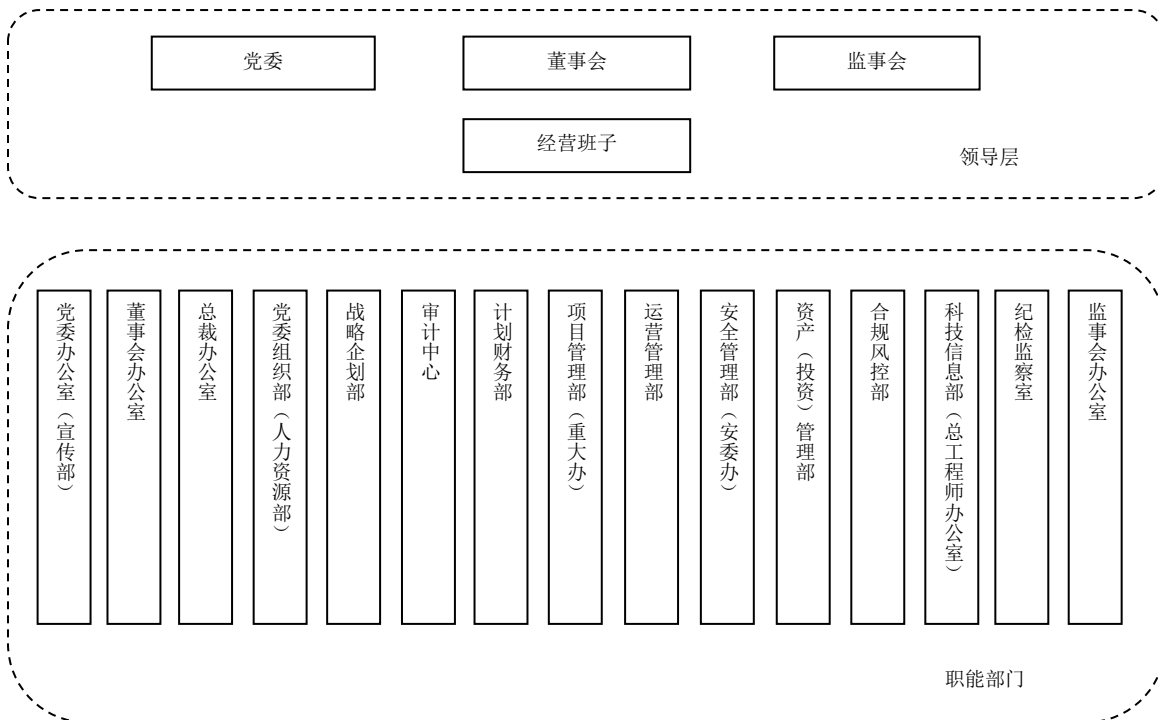 党委
董事会
监事会
经营班子
领导层
党委办公室（宣传部）
董事会办公室
总裁办公室
党委组织部（人力资源部）
战略企划部
审计中心
计划财务部
项目管理部（重大办）
运营管理部
安全管理部（安委办）
资产（投资）管理部
合规风控部
科技信息部（总工程师办公室）
纪检监察室
监事会办公室
职能部门